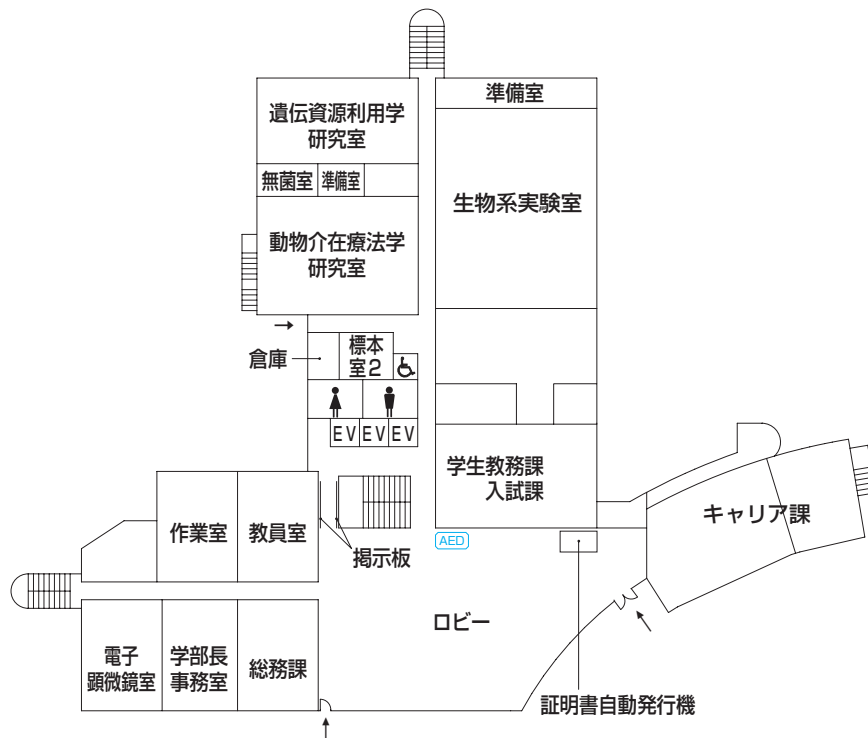 準備室
遺伝資源利用学
研究室
無菌室
準備室
生物系実験室
動物介在療法学
研究室
倉庫
標本
室2
EV
EV
EV
学生教務課
入試課
キャリア課
作業室
教員室
掲示板
AED
ロビー
電子
顕微鏡室
学部長
事務室
総務課
証明書自動発行機